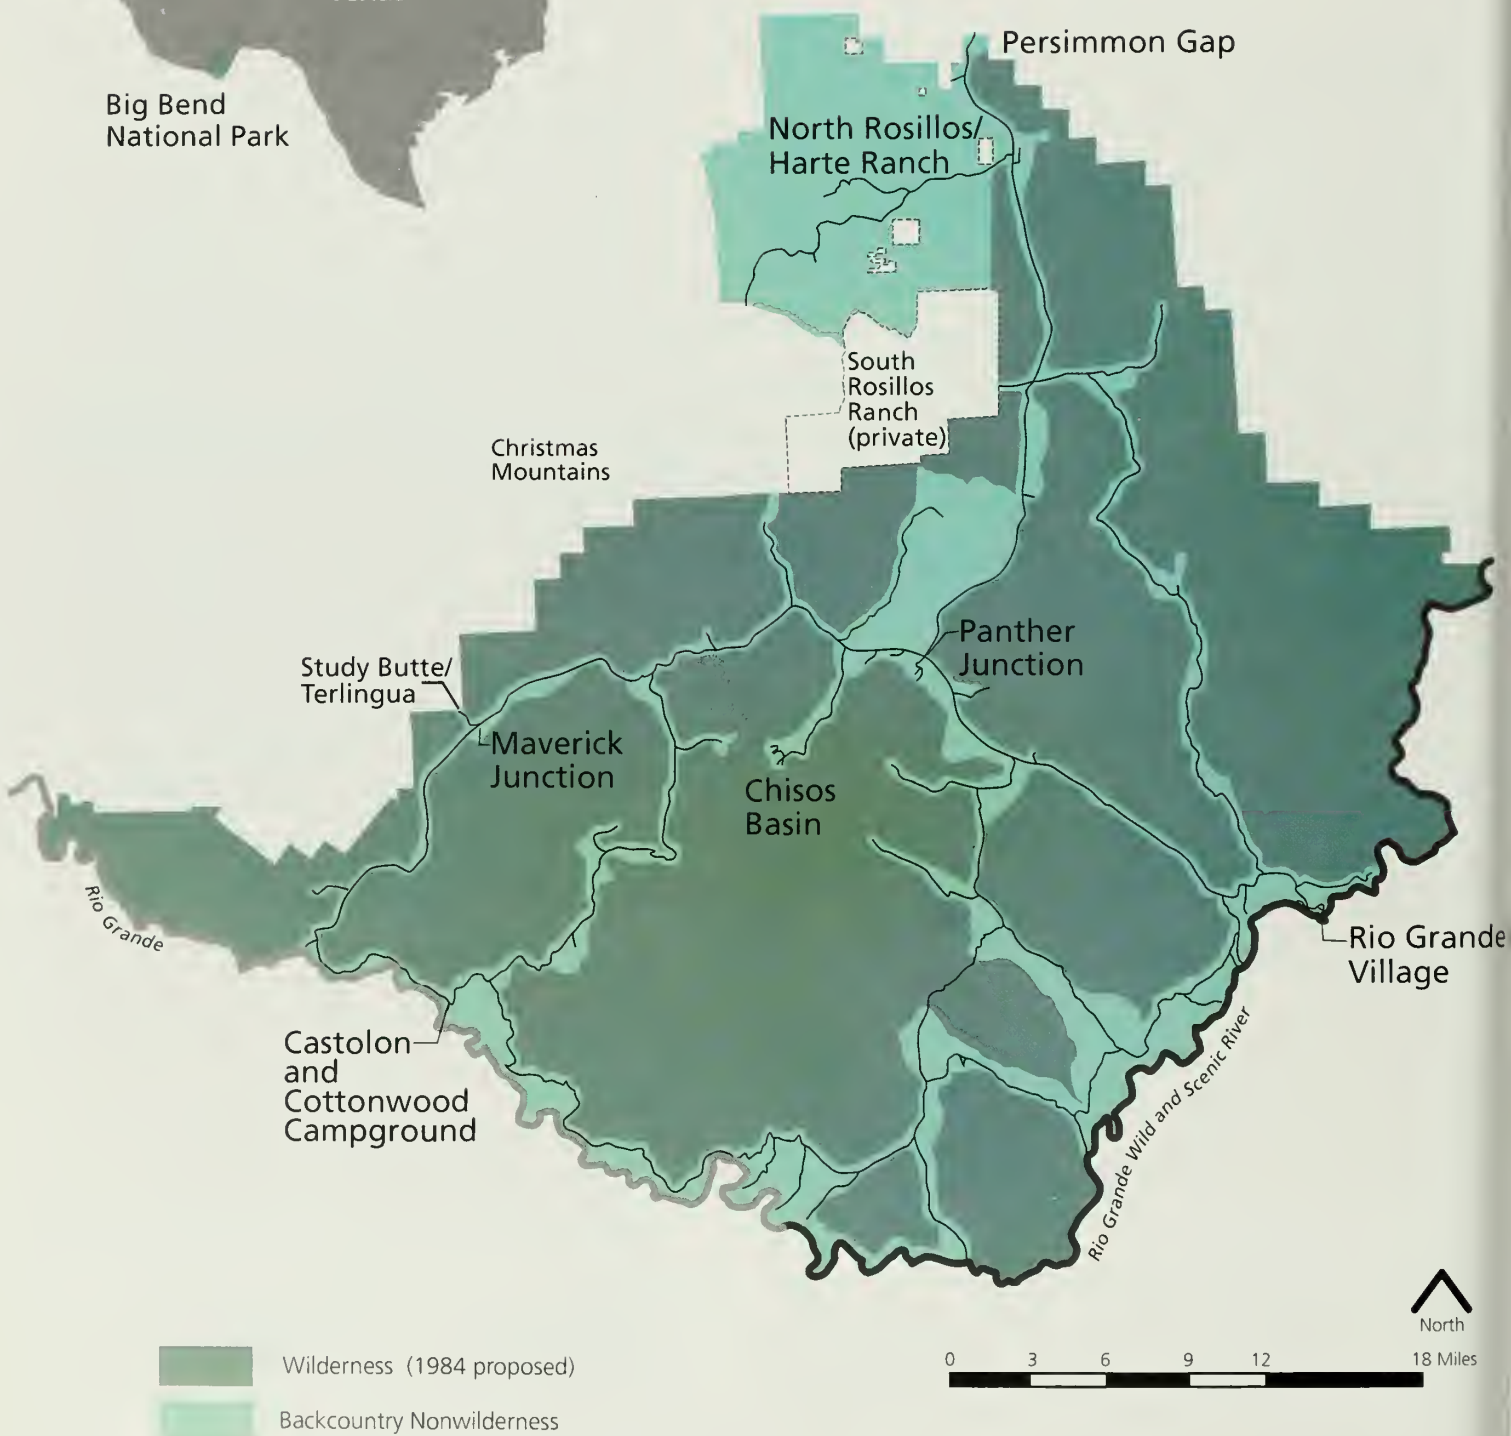 Big Bend
National Park
Persimmon Gap
North Rosillos/
Harte Ranch
South
Rosillos
Ranch
(private)
Christmas
Mountains
Panther
Junction
Study Butte/
Terlingua
Maverick
Junction
Chisos
Basin
Rio Grande
Rio Grande
Village
Castolon
and
Cottonwood
Campground
Rio Grande Wild and Scenic River
North
0 3 6 9 12 18 Miles
Wilderness (1984 proposed)
Backcountry Nonwilderness